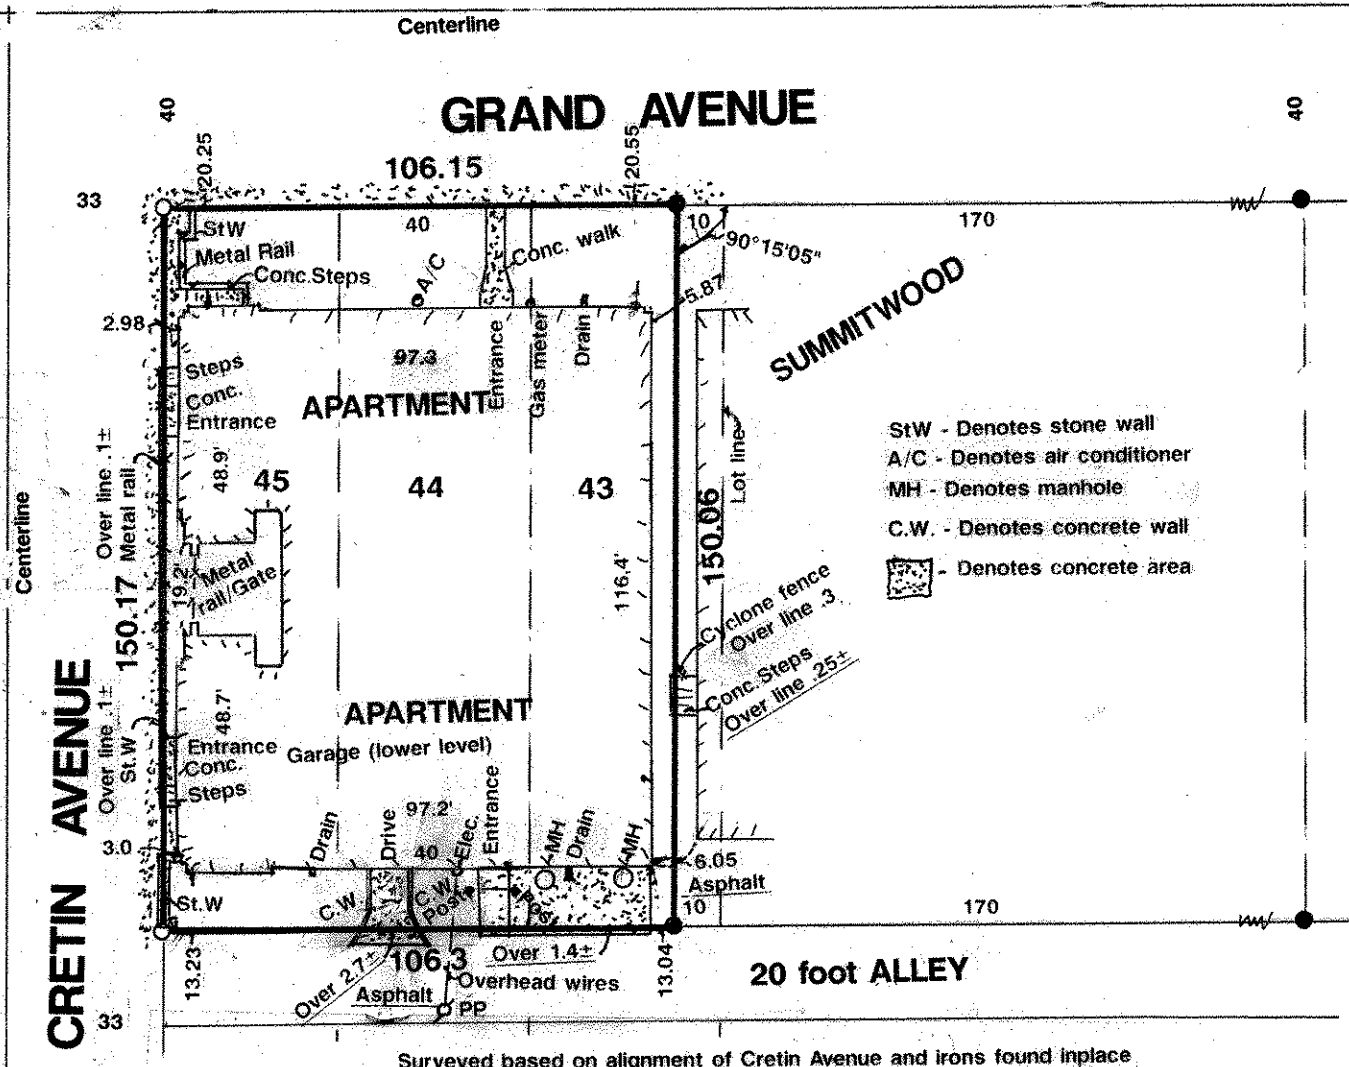 Centerline
GRAND AVENUE
40
40
20.25
106.15
20.55
33
StW
40
10
170
90°15'05"
Metal Rail
Conc. walk
Conc.Steps
A/C
5.87
2.98
SUMMITWOOD
Steps
Conc.
Entrance
97.3
Entrance
Gas meter
Drain
APARTMENT
Lot line
StW - Denotes stone wall
A/C - Denotes air conditioner
MH - Denotes manhole
C.W. - Denotes concrete wall
- Denotes concrete area
Over line .1±
Metal rail
48.9'
45
44
43
Centerline
150.17
150.06
19.2'
Metal
rail/Gate
116.4'
Cyclone fence
Over line .3
Conc.Steps
Over line .25±
CRETIN AVENUE
Over line .1±
St.W
48.7'
APARTMENT
Garage (lower level)
Entrance
Conc.
Steps
97.2'
Drain
Drive
40
Elec.
Entrance
MH
Drain
MH
3.0
6.05
Asphalt
St.W
C.W
C.W
Post
Post
10
170
13.23
Over 2.7±
106.3
Over 1.4±
13.04
20 foot ALLEY
Asphalt
Overhead wires
PP
33
Surveyed based on alignment of Cretin Avenue and irons found inplace